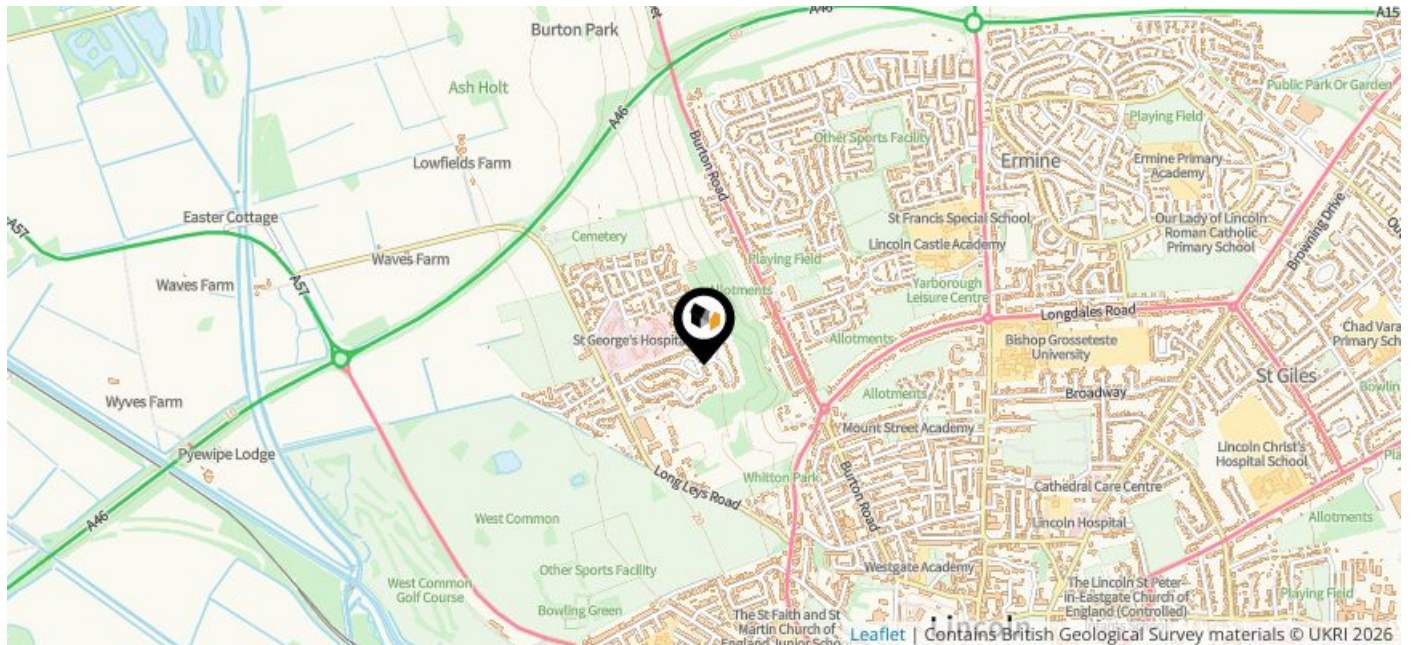 A46
A15
Burton Park
Public Park Or Garden
Ash Holt
A46
Playing Field
Other Sports Facility
Burton Road
Lowfields Farm
Ermine
Ermine Primary
Academy
Easter Cottage
A57
St Francis Special School
Our Lady of Lincoln
Roman Catholic
Primary School
Browning Drive
Cemetery
Lincoln Castle Academy
Waves Farm
Playing Field
Waves Farm
A57
Allotments
Yarborough
Leisure Centre
Longdales Road
St George's Hospital
Allotments
Bishop Grosseteste
University
Chad Vara
Primary Sch
St Giles
Wyves Farm
Allotments
Broadway
Mount Street Academy
Lincoln Christ's
Hospital School
Pyewipe Lodge
Whitton Park
Long Leys Road
Burton Road
Cathedral Care Centre
A46
West Common
Lincoln Hospital
Allotments
Other Sports Facility
Westgate Academy
West Common
Golf Course
The Lincoln St Peter-
in-Eastgate Church of
England (Controlled)
Playing Field
Bowling Green
The St Faith and St
Martin Church of
England Junior Scho
Lincoln
Leaflet | Contains British Geological Survey materials © UKRI 2026